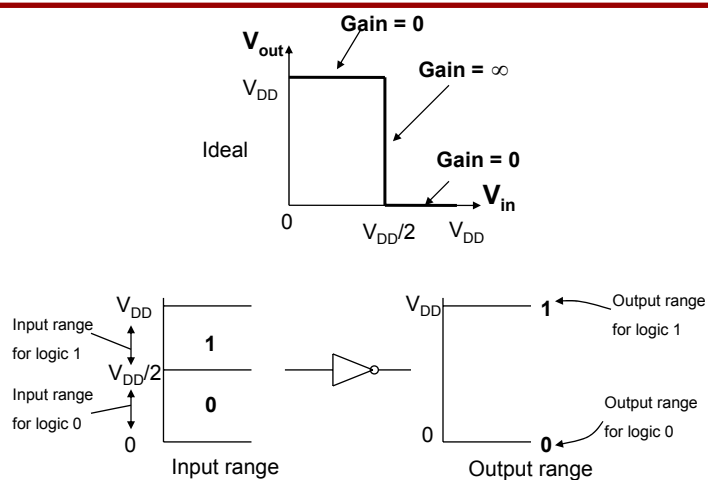 Gain = 0
Vout
Gain = ∞
VDD
Ideal
Gain = 0
Vin
0
VDD/2
VDD
VDD
Input range
for logic 1
1
VDD/2
Input range
for logic 0
0
0
Input range
VDD
1
Output range
for logic 1
Output range
for logic 0
0
0
Output range